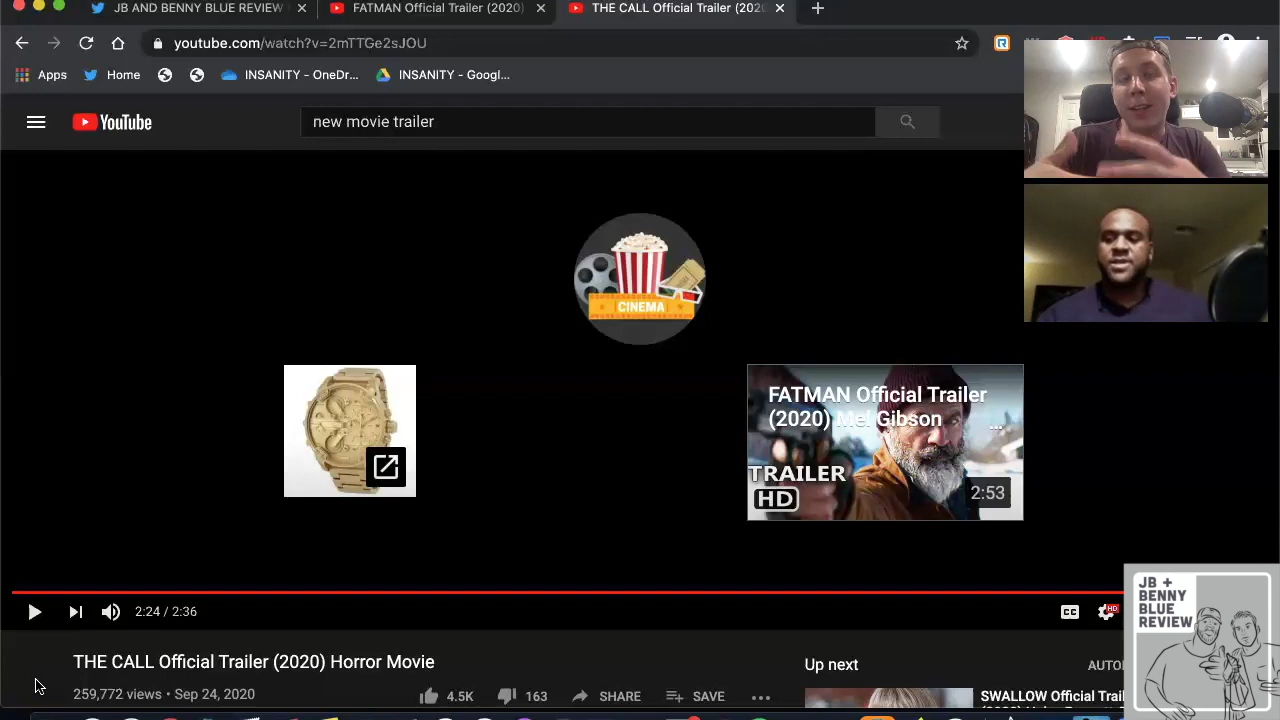 JB AND BENNY BLUE REVIEW
FATMAN Official Trailer (2020)
THE CALL Official Trailer (2020
youtube.com/watch?v=2mTTGe2sJOU
Apps
Home
INSANITY - OneDr...
INSANITY - Googl...
YouTube
new movie trailer
CINEMA
FATMAN Official Trailer
(2020) Mel Gibson
...
TRAILER
HD
2:53
2:24 / 2:36
CC
HD
JB +
BENNY
BLUE
REVIEW
THE CALL Official Trailer (2020) Horror Movie
259,772 views • Sep 24, 2020
4.5K
163
SHARE
SAVE
Up next
AUTO
SWALLOW Official Trail